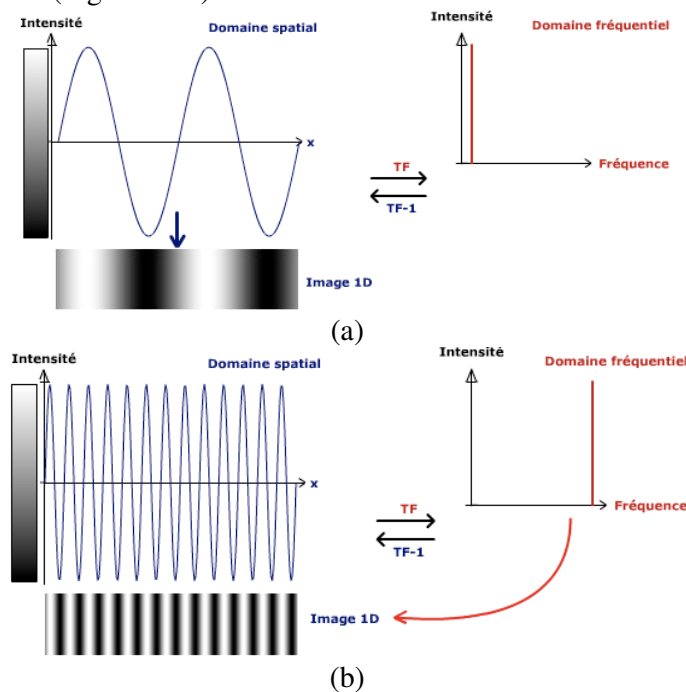 Intensité
Domaine spatial
x
Image 1D
Intensité
Domaine fréquentiel
Fréquence
TF
TF-1
(a)
Intensité
Domaine spatial
x
Image 1D
Intensité
Domaine fréquentiel
Fréquence
TF
TF-1
(b)